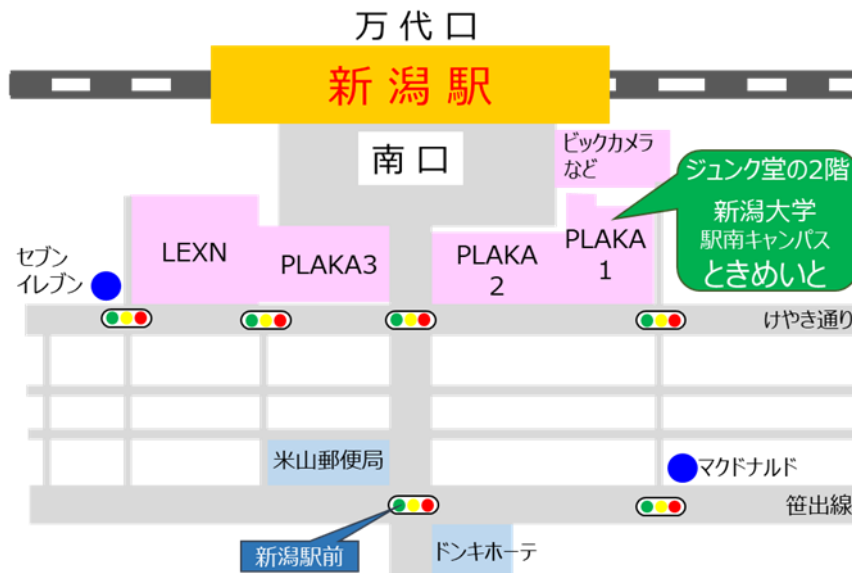 万代口
新潟駅
南口
ビックカメラ
など
ジュンク堂の2階
新潟大学
駅南キャンパス
ときめいと
LEXN
PLAKA3
PLAKA
2
PLAKA
1
セブン
イレブン
けやき通り
米山郵便局
マクドナルド
笹出線
新潟駅前
ドンキホーテ